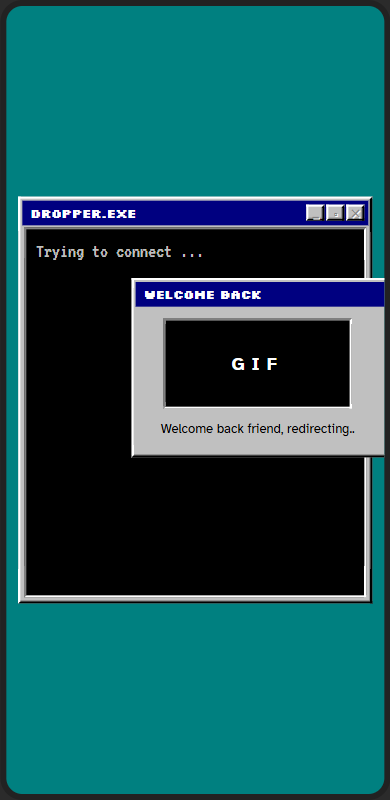 DROPPER.EXE
Trying to connect ...
WELCOME BACK
GIF
Welcome back friend, redirecting..